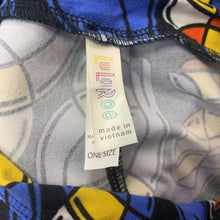 LuLaRoe
made in
vietnam
ONE SIZE